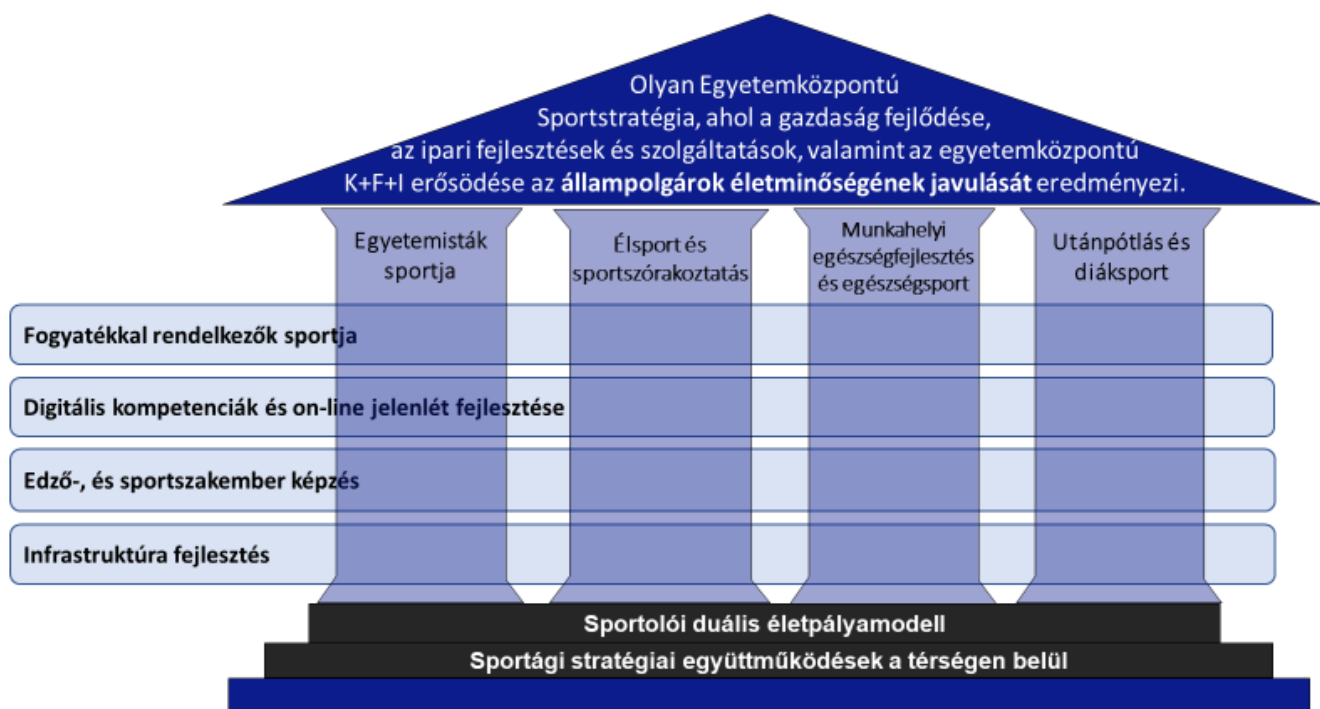 Olyan Egyetemközpontú
Sportstratégia, ahol a gazdaság fejlődése,
az ipari fejlesztések és szolgáltatások, valamint az egyetemközpontú
K+F+I erősödése az állampolgárok életminőségének javulását eredményezi.
Egyetemisták
sportja
Élsport és
sportszórakoztatás
Munkahelyi
egészségfejlesztés
és egészségsport
Utánpótlás és
diáksport
Fogyatékkal rendelkezők sportja
Digitális kompetenciák és on-line jelenlét fejlesztése
Edző-, és sportszakember képzés
Infrastruktúra fejlesztés
Sportolói duális életpályamodell
Sportági stratégiai együttműködések a térségen belül